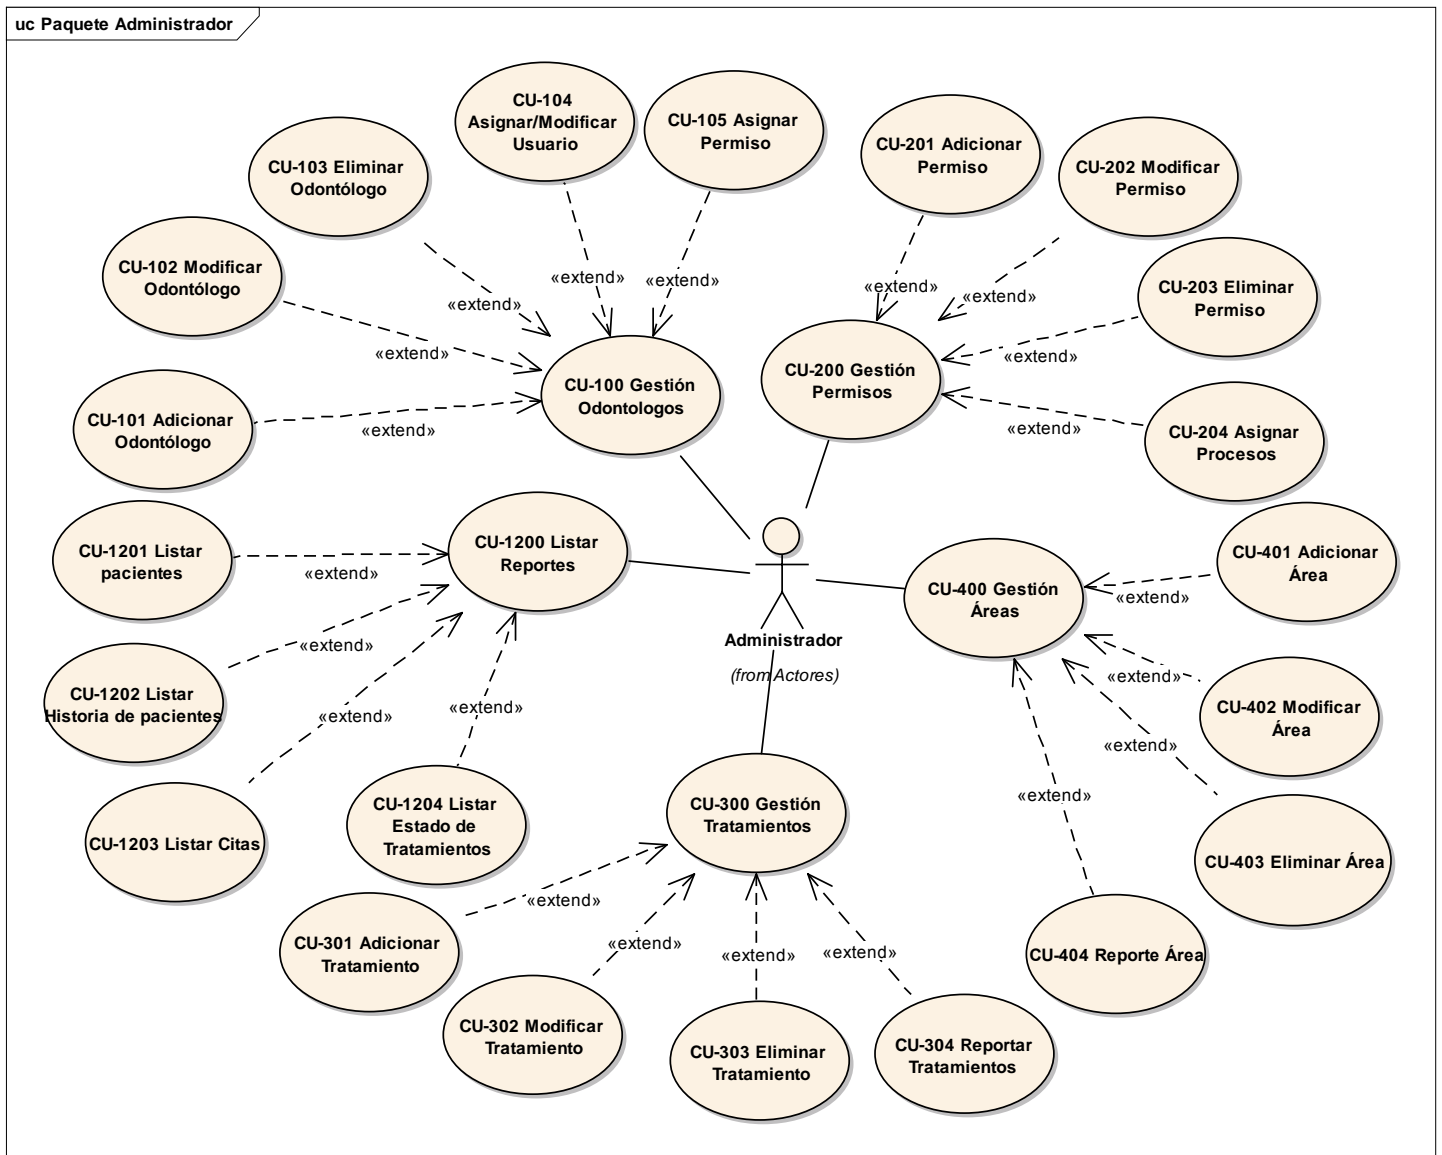 uc Paquete Administrador
CU-104
Asignar/Modificar
Usuario
CU-105 Asignar
Permiso
CU-103 Eliminar
Odontólogo
CU-201 Adicionar
Permiso
CU-202 Modificar
Permiso
CU-102 Modificar
Odontólogo
CU-203 Eliminar
Permiso
«extend»
«extend»
«extend»
«extend»
«extend»
«extend»
«extend»
CU-100 Gestión
Odontologos
CU-200 Gestión
Permisos
CU-101 Adicionar
Odontólogo
«extend»
«extend»
CU-204 Asignar
Procesos
CU-1201 Listar
pacientes
«extend»
CU-1200 Listar
Reportes
CU-400 Gestión
Áreas
CU-401 Adicionar
Área
«extend»
Administrador
(from Actores)
«extend»
CU-1202 Listar
Historia de pacientes
«extend»
«extend»
«extend»
CU-402 Modificar
Área
«extend»
«extend»
CU-1203 Listar Citas
CU-1204 Listar
Estado de
Tratamientos
CU-300 Gestión
Tratamientos
CU-403 Eliminar Área
«extend»
CU-301 Adicionar
Tratamiento
«extend»
«extend»
«extend»
CU-404 Reporte Área
CU-302 Modificar
Tratamiento
CU-303 Eliminar
Tratamiento
CU-304 Reportar
Tratamientos